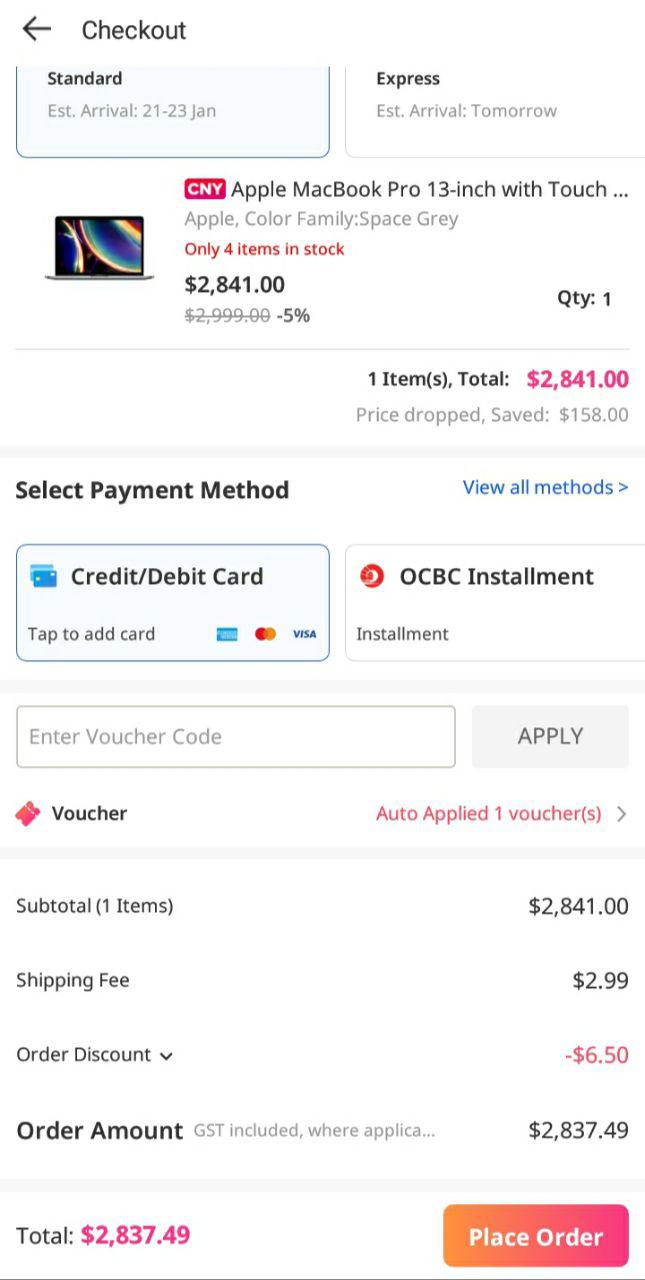 Checkout
Standard
Est. Arrival: 21-23 Jan
Express
Est. Arrival: Tomorrow
CNY Apple MacBook Pro 13-inch with Touch ...
Apple, Color Family:Space Grey
Only 4 items in stock
$2,841.00
$2,999.00 -5%
Qty: 1
1 Item(s), Total: $2,841.00
Price dropped, Saved: $158.00
Select Payment Method
View all methods >
Credit/Debit Card
Tap to add card
VISA
OCBC Installment
Installment
Enter Voucher Code
APPLY
Voucher
Auto Applied 1 voucher(s)
Subtotal (1 Items) $2,841.00
Shipping Fee $2.99
Order Discount -$6.50
Order Amount GST included, where applica... $2,837.49
Total: $2,837.49
Place Order